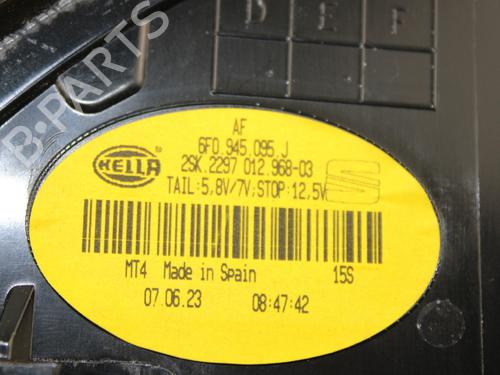 B-PARTS
AF
6F0.945.095.J
2SK.2297 012.968-03
HELLA
TAIL:5,8V/7V;STOP:12,5V
MT4 Made in Spain 15S
07.06.23 08:47:42